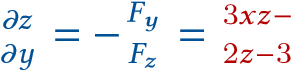 ∂z/∂y = −F_y/F_z = 3xz−/2z−3